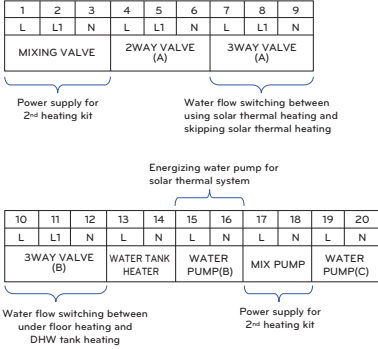 1 2 3 4 5 6 7 8 9
L L1 N L L1 N L L1 N
MIXING VALVE 2WAY VALVE (A) 3WAY VALVE (A)
Power supply for
2nd heating kit
Water flow switching between
using solar thermal heating and
skipping solar thermal heating
Energizing water pump for
solar thermal system
10 11 12 13 14 15 16 17 18 19 20
L L1 N L N L N L N L N
3WAY VALVE (B) WATER TANK HEATER WATER PUMP(B) MIX PUMP WATER PUMP(C)
Water flow switching between
under floor heating and
DHW tank heating
Power supply for
2nd heating kit